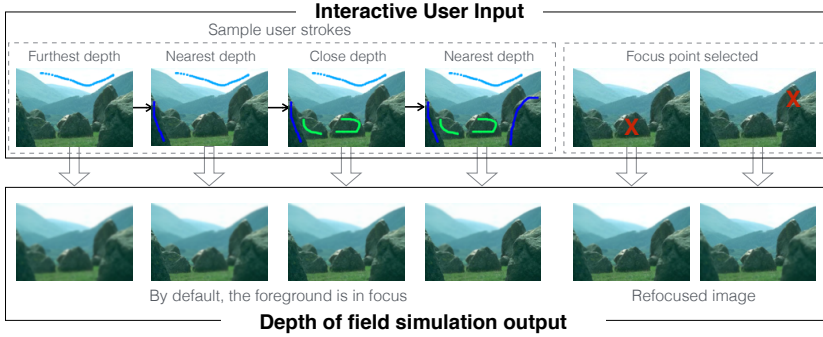 Interactive User Input
Sample user strokes
Furthest depth
Nearest depth
Close depth
Nearest depth
Focus point selected
X
X
By default, the foreground is in focus
Refocused image
Depth of field simulation output